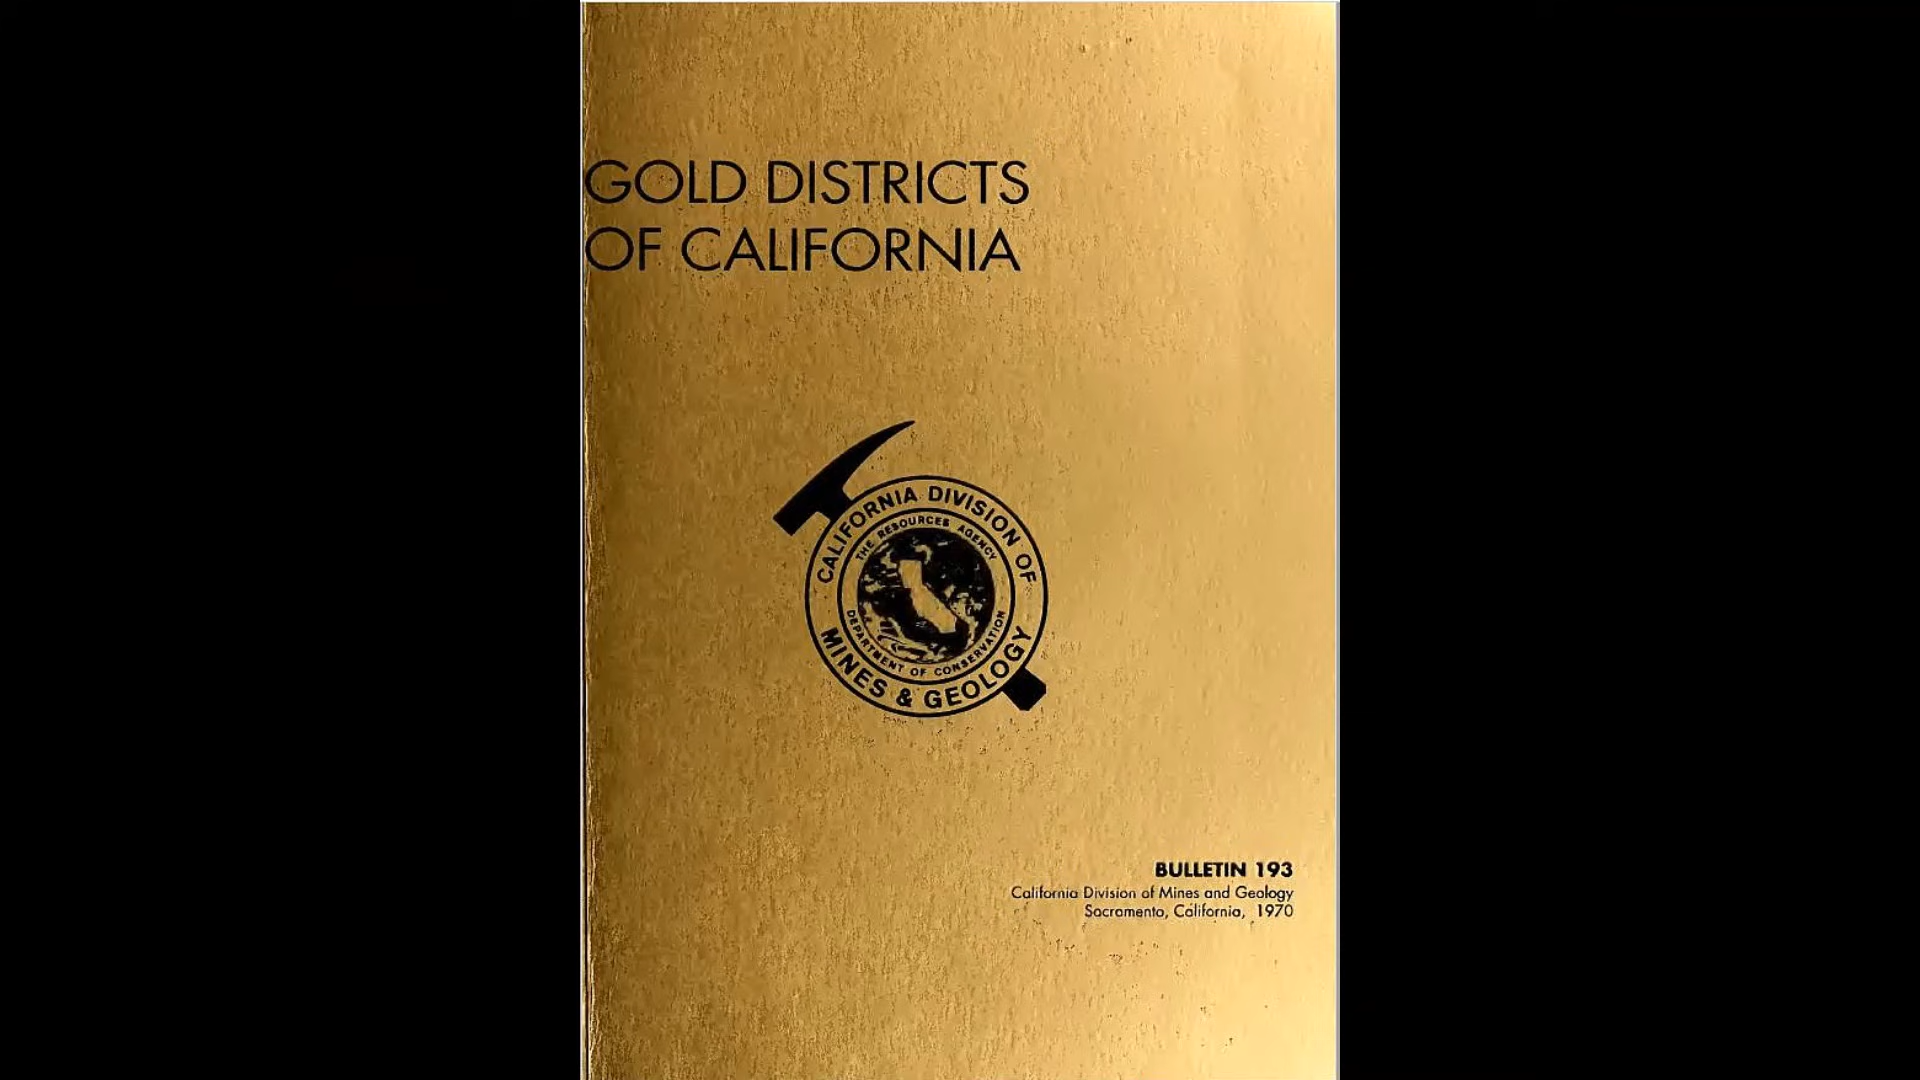 GOLD DISTRICTS
OF CALIFORNIA
CALIFORNIA DIVISION OF
THE RESOURCES AGENCY
DEPARTMENT OF CONSERVATION
MINES & GEOLOGY
BULLETIN 193
California Division of Mines and Geology
Sacramento, California, 1970